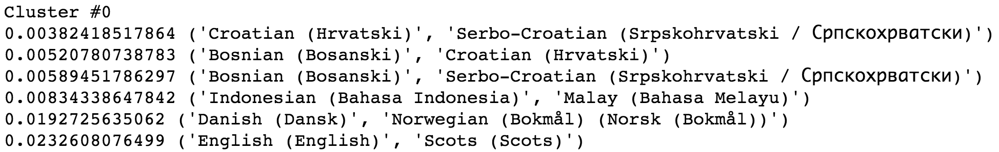 Cluster #0
0.00382418517864 ('Croatian (Hrvatski)', 'Serbo-Croatian (Srpskohrvatski / Српскохрватски)')
0.00520780738783 ('Bosnian (Bosanski)', 'Croatian (Hrvatski)')
0.00589451786297 ('Bosnian (Bosanski)', 'Serbo-Croatian (Srpskohrvatski / Српскохрватски)')
0.00834338647842 ('Indonesian (Bahasa Indonesia)', 'Malay (Bahasa Melayu)')
0.0192725635062 ('Danish (Dansk)', 'Norwegian (Bokmål) (Norsk (Bokmål))')
0.0232608076499 ('English (English)', 'Scots (Scots)')